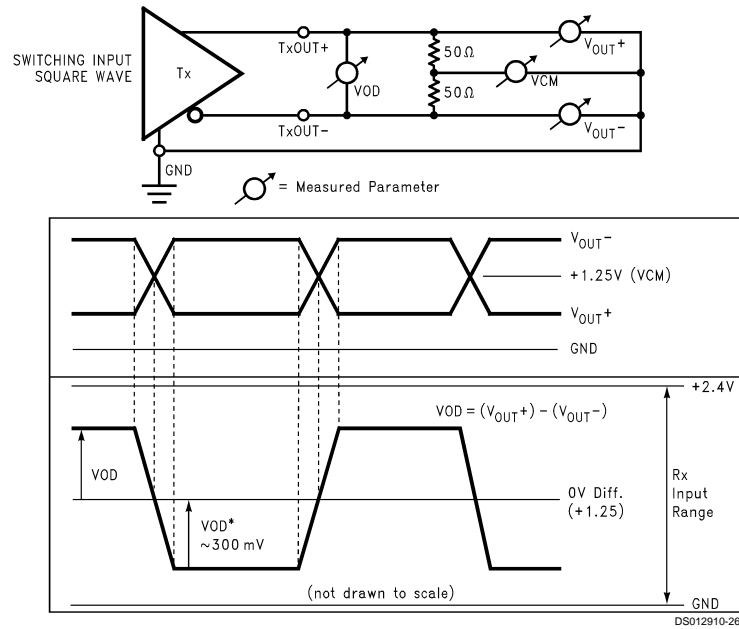 SWITCHING INPUT
SQUARE WAVE
Tx
TxOUT+
TxOUT-
VOD
50Ω
50Ω
VCM
VOUT+
VOUT-
GND
= Measured Parameter
VOUT-
+1.25V (VCM)
VOUT+
GND
+2.4V
VOD = (VOUT+) - (VOUT-)
VOD
VOD*
~300 mV
0V Diff.
(+1.25)
Rx
Input
Range
(not drawn to scale)
GND
DS012910-26